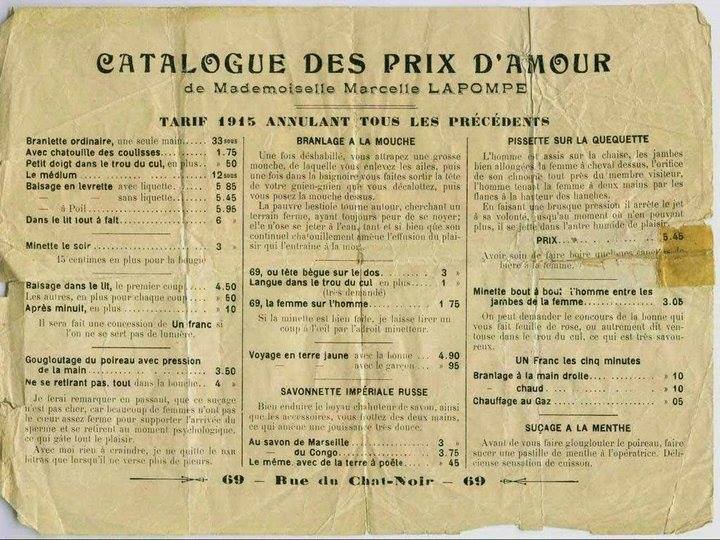 CATALOGUE DES PRIX D'AMOUR
de Mademoiselle Marcelle LAPOMPE
TARIF 1915 ANNULANT TOUS LES PRÉCÉDENTS
Branlette ordinaire, une seule main..... 33 sous
Avec chatouille des coulisses......... 1.75
Petit doigt dans le trou du cul, en plus.. » 50
Le médium............................. 12 sous
Baisage en levrette avec liquette..... 5 85
— sans liquette..... 5.45
— à Poil............ 5.95
Dans le lit tout à fait................ 6 »
Minette le soir........................ 3 »
15 centimes en plus pour la bougie
Baisage dans le lit, le premier coup.... 4.50
Les autres, en plus pour chaque coup... » 50
Après minuit, en plus.................. » 10
Il sera fait une concession de Un franc si
l'on ne se sert pas de lumière.
Gougloutage du poireau avec pression
de la main............ 3.50
Ne se retirant pas, tout dans la bouche.. 4 »
Je ferai remarquer en passant, que ce suçage
n'est pas cher, car beaucoup de femmes n'ont pas
le cœur assez ferme pour supporter l'arrivée du
sperme et se retirent au moment psychologique,
ce qui gâte tout le plaisir.
Avec moi rien à craindre, je ne quitte le dar
bitras que lorsqu'il ne verse plus de pleurs.
BRANLAGE A LA MOUCHE
Une fois déshabillé, vous attrapez une grosse
mouche, de laquelle vous enlevez les ailes, puis
une fois dans la baignoire vous faites sortir la tête
de votre guien-guien que vous décalottez, puis
vous posez la mouche dessus.
La pauvre bestiole tourne autour, cherchant un
terrain ferme, ayant toujours peur de se noyer;
elle n'ose se jeter à l'eau, tant et si bien que son
continuel chatouillement amène l'effusion du plai-
sir qui l'entraîne à la mort.
69, ou tête bègue sur le dos........ 3 »
Langue dans le trou du cul en plus.. 1 »
(très demandé)
69, la femme sur l'homme......... 1 75
Si la minette est bien faite, je laisse tirer un
coup à l'œil par l'adroit minetteur.
Voyage en terre jaune avec la bonne .. 4.90
— avec le garçon.. » 95
SAVONNETTE IMPÉRIALE RUSSE
Bien enduire le boyau chahuteur de savon, ainsi
que les accessoires, vous frottez des deux mains,
ce qui amène une jouissance très douce.
Au savon de Marseille ............. 3 »
— du Congo............... 3.75
Le même, avec de la terre à poêle.... » 45
PISSETTE SUR LA QUEQUETTE
L'homme est assis sur la chaise, les jambes
bien allongées, la femme à cheval dessus, l'orifice
de son chnoque tout près du membre visiteur,
l'homme tenant la femme à deux mains par les
flancs à la hauteur des hanches.
En faisant une brusque pression il arrête le jet
à sa volonté, jusqu'au moment où n'en pouvant
plus, il se jette dans l'antre humide de plaisir.
PRIX........................ 5.45
Avoir soin de faire boire quelques
bière à la femme.
Minette bout à bout: l'homme entre les
jambes de la femme............... 3.05
On peut demander le concours de la bonne qui
vous fait feuille de rose, ou autrement dit ven-
touse dans le trou du cul, ce qui est très savou-
reux.
UN Franc les cinq minutes
Branlage à la main drolle............ » 10
— chaud ................ » 10
Chauffage au Gaz .................. » 05
SUÇAGE A LA MENTHE
Avant de vous faire glouglouter le poireau, faire
sucer une pastille de menthe à l'opératrice. Déli-
cieuse sensation de cuisson.
69 – Rue du Chat-Noir – 69